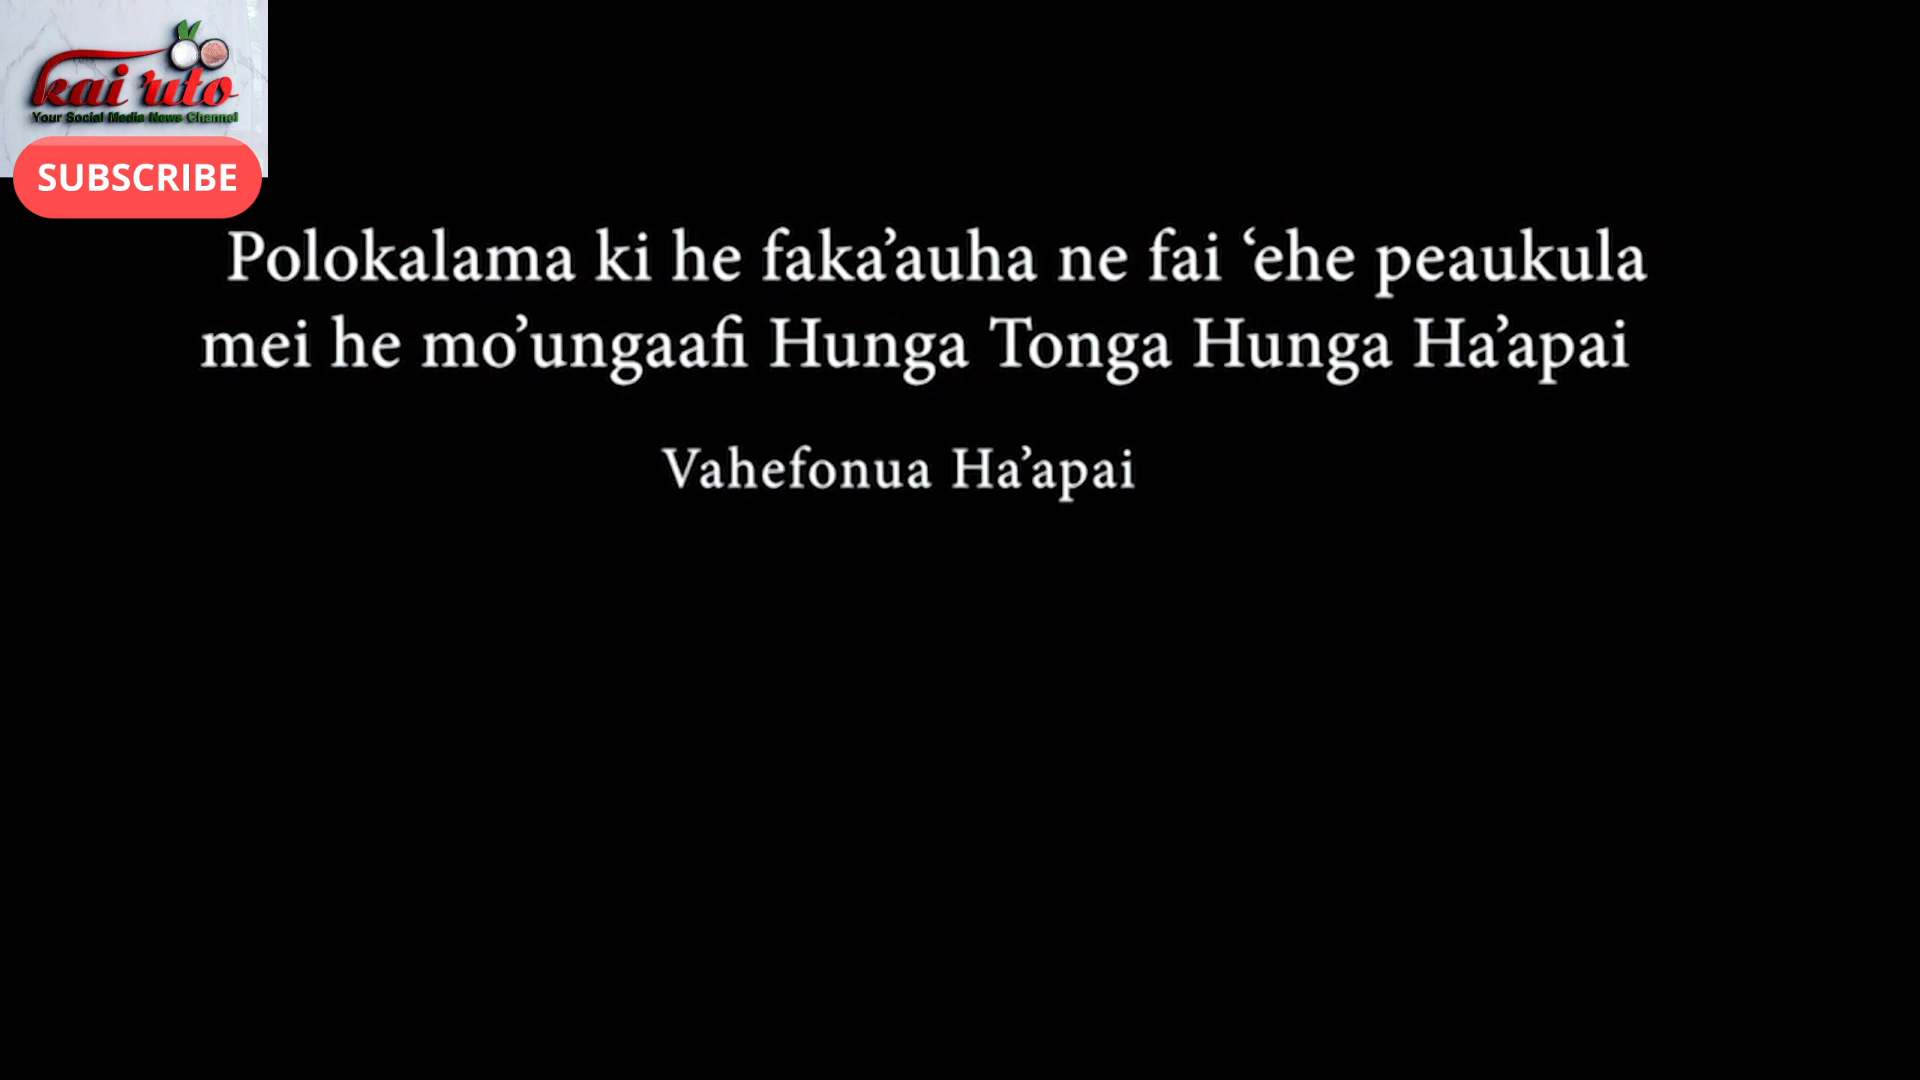 kai 'uto
Your Social Media News Channel
SUBSCRIBE
Polokalama ki he faka’auha ne fai ‘ehe peaukula
mei he mo’ungaafi Hunga Tonga Hunga Ha’apai
Vahefonua Ha’apai